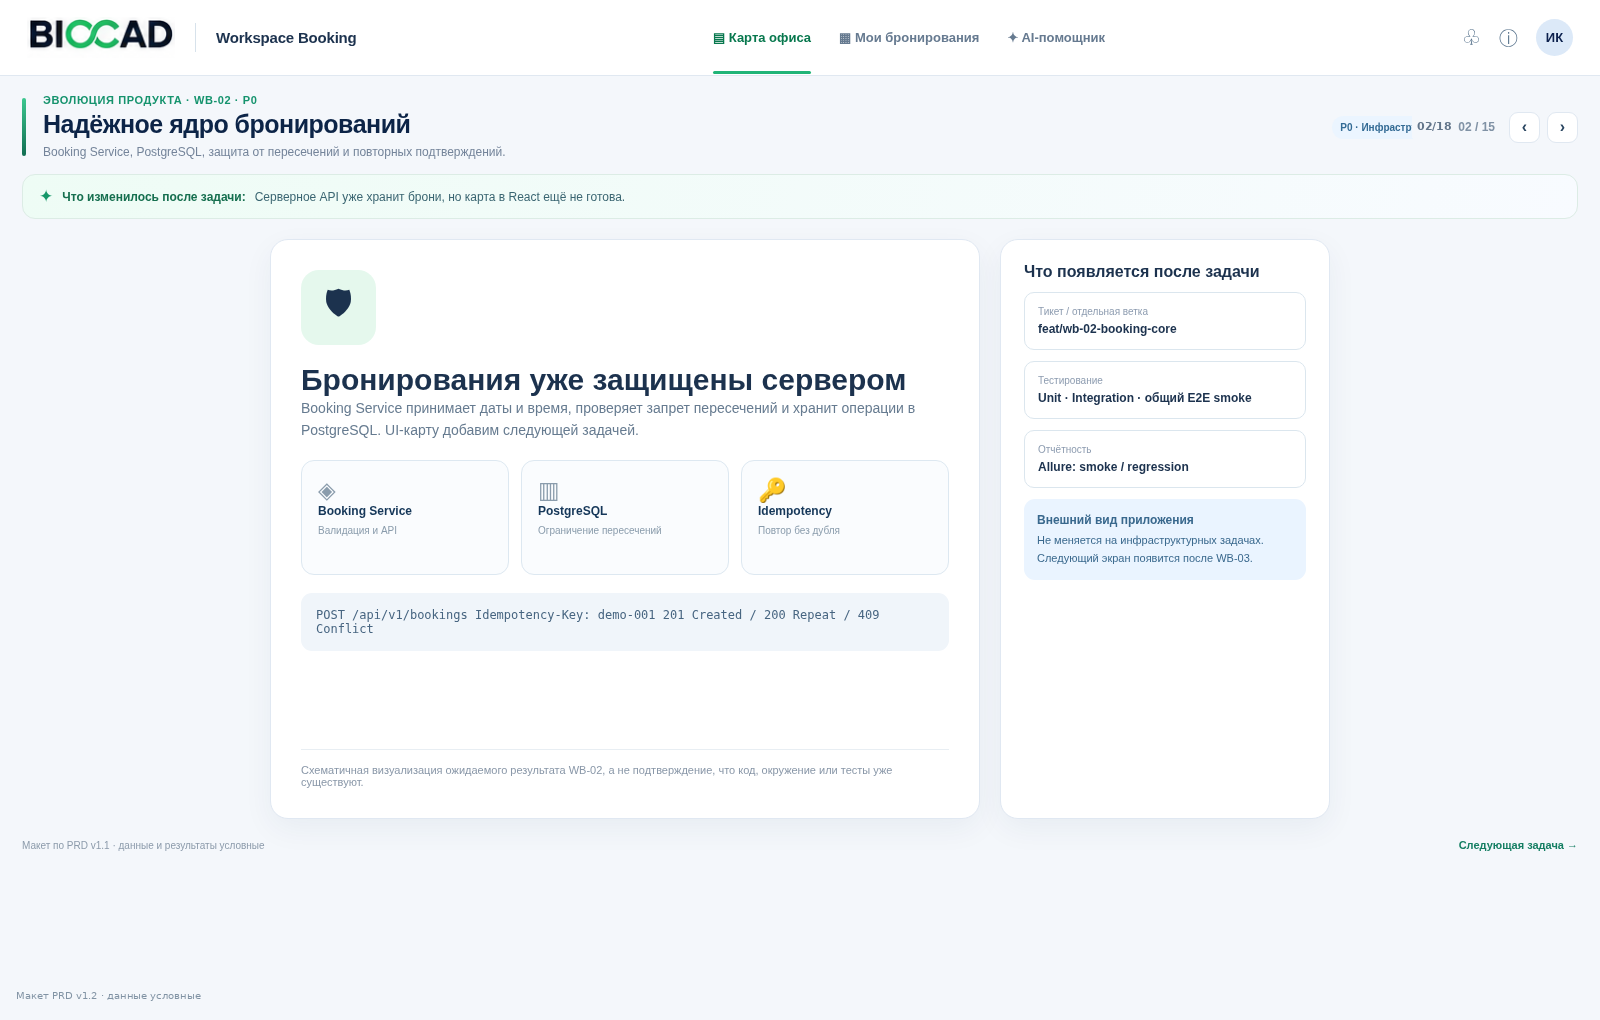 BIOCAD
Workspace Booking
Карта офиса
Мои бронирования
AI-помощник
ИК
ЭВОЛЮЦИЯ ПРОДУКТА · WB-02 · P0
Надёжное ядро бронирований
Booking Service, PostgreSQL, защита от пересечений и повторных подтверждений.
P0 · Инфрастр
02/18
02 / 15
Что изменилось после задачи: Серверное API уже хранит брони, но карта в React ещё не готова.
Бронирования уже защищены сервером
Booking Service принимает даты и время, проверяет запрет пересечений и хранит операции в
PostgreSQL. UI-карту добавим следующей задачей.
Booking Service
Валидация и API
PostgreSQL
Ограничение пересечений
Idempotency
Повтор без дубля
POST /api/v1/bookings Idempotency-Key: demo-001 201 Created / 200 Repeat / 409
Conflict
Схематичная визуализация ожидаемого результата WB-02, а не подтверждение, что код, окружение или тесты уже
существуют.
Что появляется после задачи
Тикет / отдельная ветка
feat/wb-02-booking-core
Тестирование
Unit · Integration · общий E2E smoke
Отчётность
Allure: smoke / regression
Внешний вид приложения
Не меняется на инфраструктурных задачах.
Следующий экран появится после WB-03.
Макет по PRD v1.1 · данные и результаты условные
Следующая задача →
Макет PRD v1.2 · данные условные